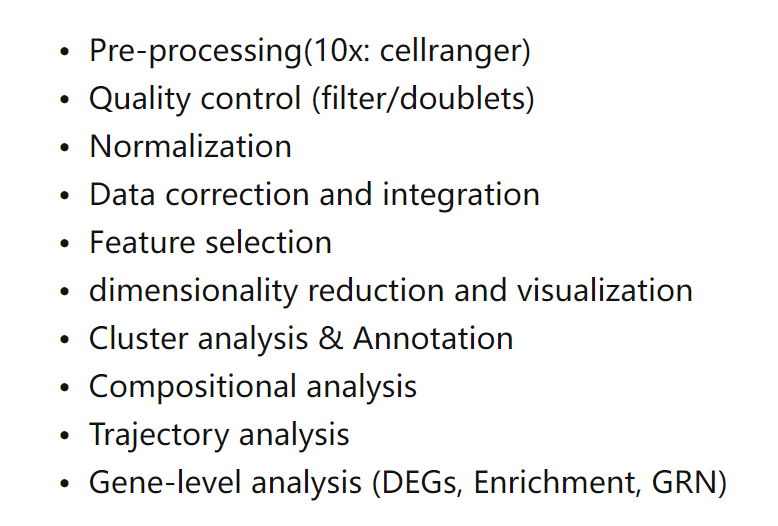 • Pre-processing(10x: cellranger)
• Quality control (filter/doublets)
• Normalization
• Data correction and integration
• Feature selection
• dimensionality reduction and visualization
• Cluster analysis & Annotation
• Compositional analysis
• Trajectory analysis
• Gene-level analysis (DEGs, Enrichment, GRN)